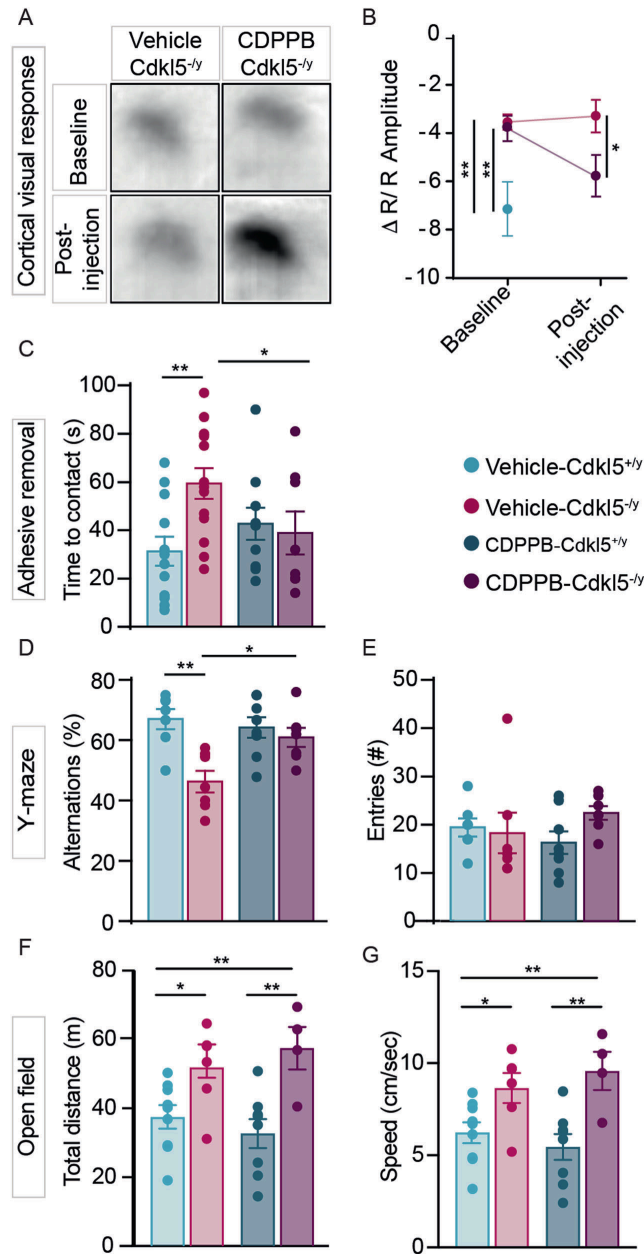 A
Vehicle
Cdkl5-/y
CDPPB
Cdkl5-/y
Cortical visual response
Baseline
Post-
injection
B
Δ R/ R Amplitude
0
-2
-4
-6
-8
-10
**
**
*
Baseline
Post-
injection
C
Adhesive removal
Time to contact (s)
100
80
60
40
20
0
**
*
Vehicle-Cdkl5+/y
Vehicle-Cdkl5-/y
CDPPB-Cdkl5+/y
CDPPB-Cdkl5-/y
D
Y-maze
Alternations (%)
80
60
40
20
0
**
*
E
Entries (#)
50
40
30
20
10
0
F
Open field
Total distance (m)
80
60
40
20
0
**
*
**
G
Speed (cm/sec)
15
10
5
0
**
*
**